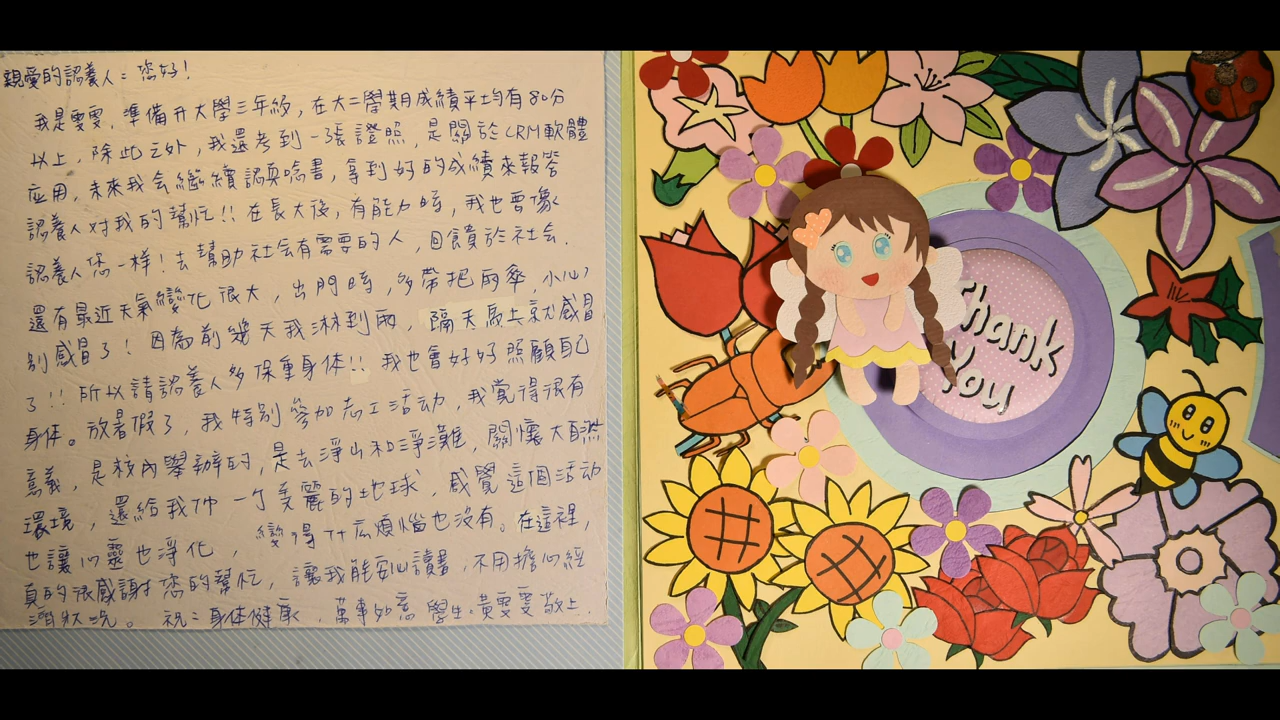 親愛的認養人:您好!
我是雯雯,準備升大學三年級,在大二學期成績平均有80分
以上,除此之外,我還考到一張證照,是關於CRM軟體
应用,未來我会繼續認真唸書,拿到好的成績來報答
認養人对我的幫忙!!在長大後,有能力時,我也要像
認養人您一樣!去幫助社会有需要的人,回饋於社会.
還有最近天氣變化很大,出門時,多帶把雨傘,小心
別感冒了!因為前幾天我淋到雨,隔天馬上就感冒
了!!所以請認養人多保重身体!!我也會好好照顧自己
身体。放暑假了,我特別參加志工活动,我覺得很有
意義,是校內舉辦的,是去淨山和淨灘,關懷大自然
環境,還給我們一个美麗的地球,感覺這個活动
也讓心靈也淨化,變得什麼煩惱也沒有。在這裡,
真的很感謝您的幫忙,讓我能安心讀書,不用擔心經
濟狀況。祝:身体健康,萬事如意 學生.黃雯雯敬上.
Thank
You